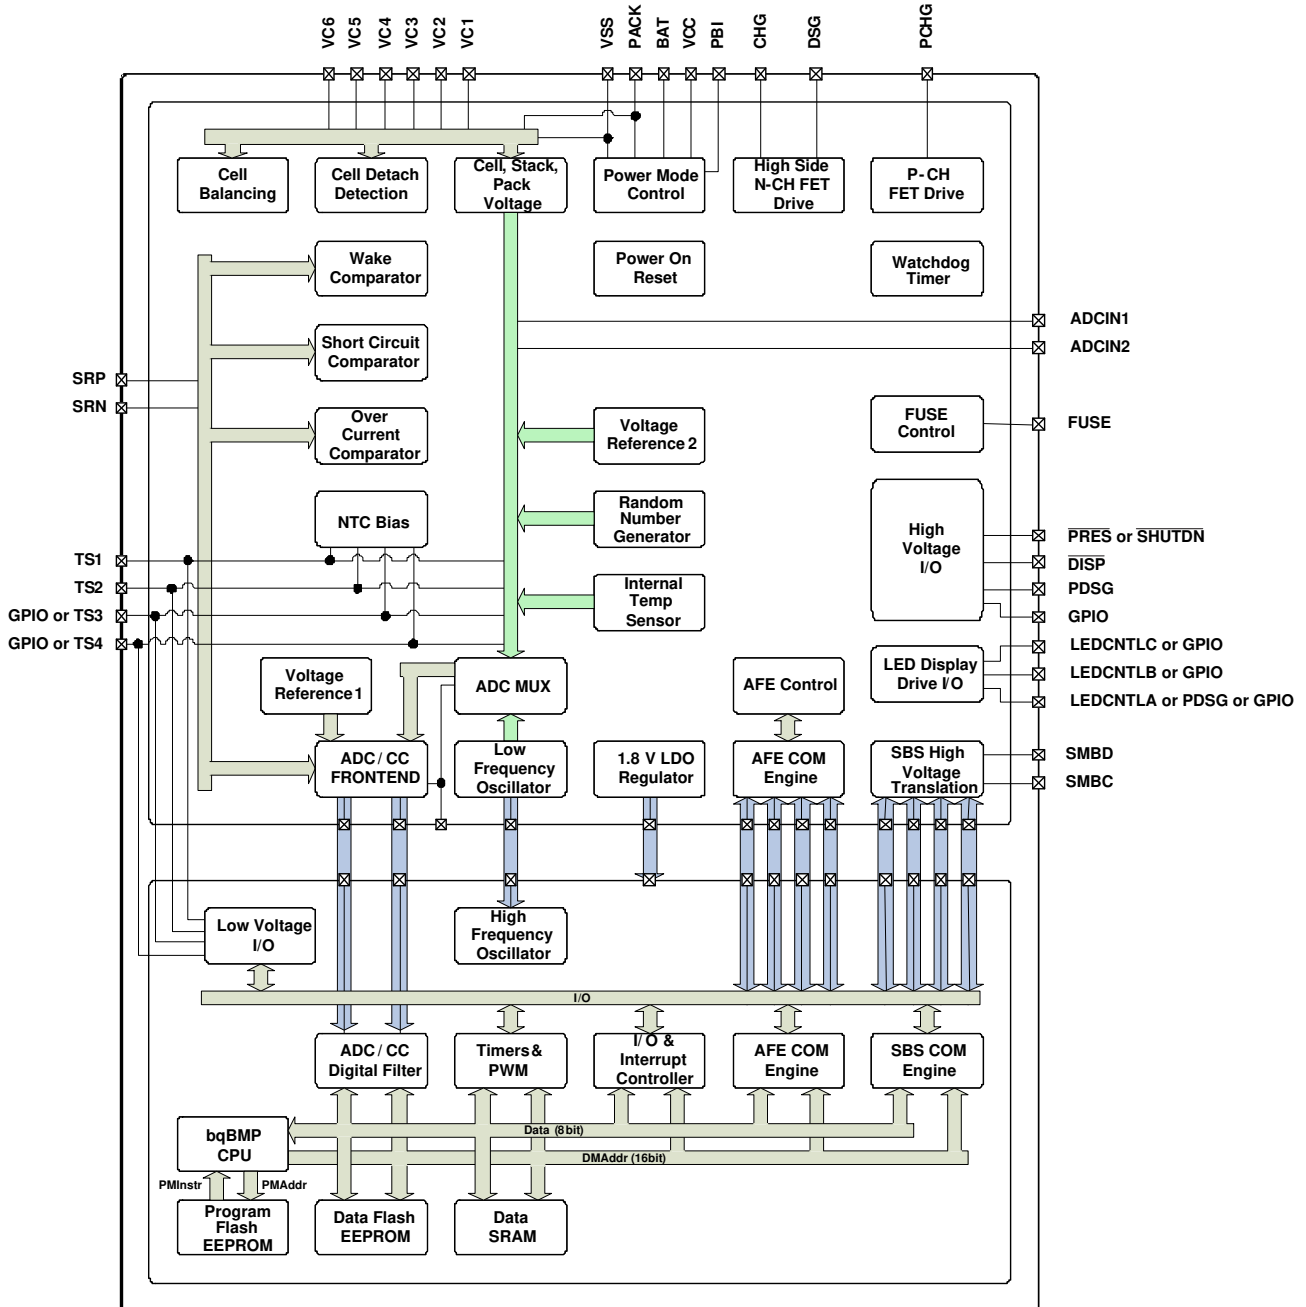 VC6
VC5
VC4
VC3
VC2
VC1
VSS
PACK
BAT
VCC
PBI
CHG
DSG
PCHG
Cell
Balancing
Cell Detach
Detection
Cell, Stack,
Pack
Voltage
Power Mode
Control
High Side
N-CH FET
Drive
P-CH
FET Drive
Wake
Comparator
Power On
Reset
Watchdog
Timer
Short Circuit
Comparator
SRP
SRN
ADCIN1
ADCIN2
Over
Current
Comparator
Voltage
Reference 2
FUSE
Control
FUSE
NTC Bias
Random
Number
Generator
High
Voltage
I/O
PRES or SHUTDN
DISP
PDSG
GPIO
TS1
TS2
GPIO or TS3
GPIO or TS4
Internal
Temp
Sensor
LED Display
Drive I/O
LEDCNTLC or GPIO
LEDCNTLB or GPIO
LEDCNTLA or PDSG or GPIO
Voltage
Reference 1
ADC MUX
AFE Control
ADC / CC
FRONTEND
Low
Frequency
Oscillator
1.8 V LDO
Regulator
AFE COM
Engine
SBS High
Voltage
Translation
SMBD
SMBC
Low Voltage
I/O
High
Frequency
Oscillator
I/O
ADC / CC
Digital Filter
Timers &
PWM
I/O &
Interrupt
Controller
AFE COM
Engine
SBS COM
Engine
bqBMP
CPU
Data (8bit)
DMAddr (16bit)
PMInstr
PMAddr
Program
Flash
EEPROM
Data Flash
EEPROM
Data
SRAM